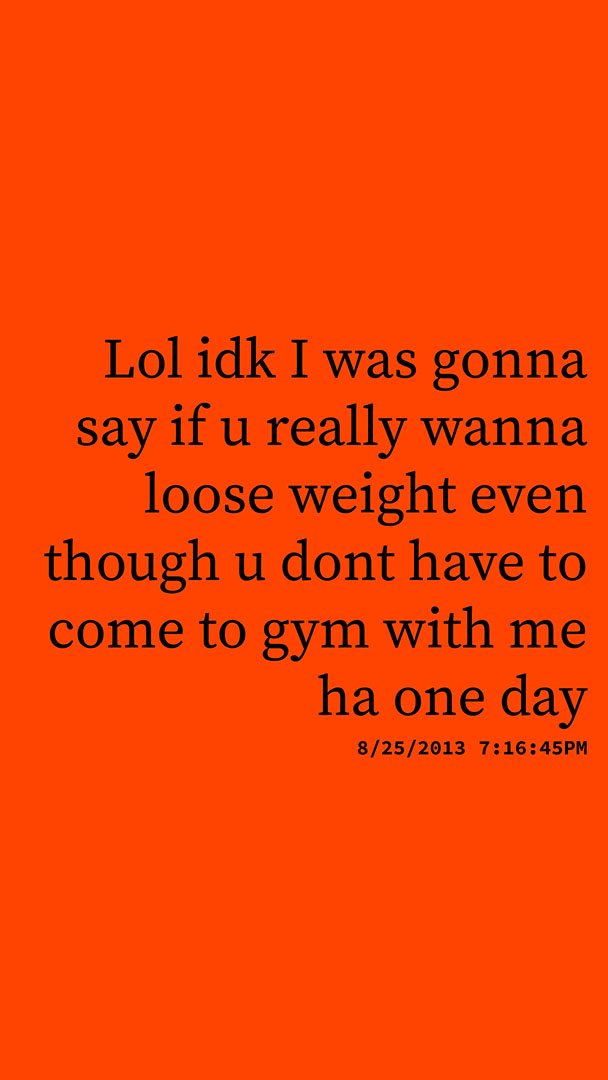 Lol idk I was gonna
say if u really wanna
loose weight even
though u dont have to
come to gym with me
ha one day
8/25/2013 7:16:45PM